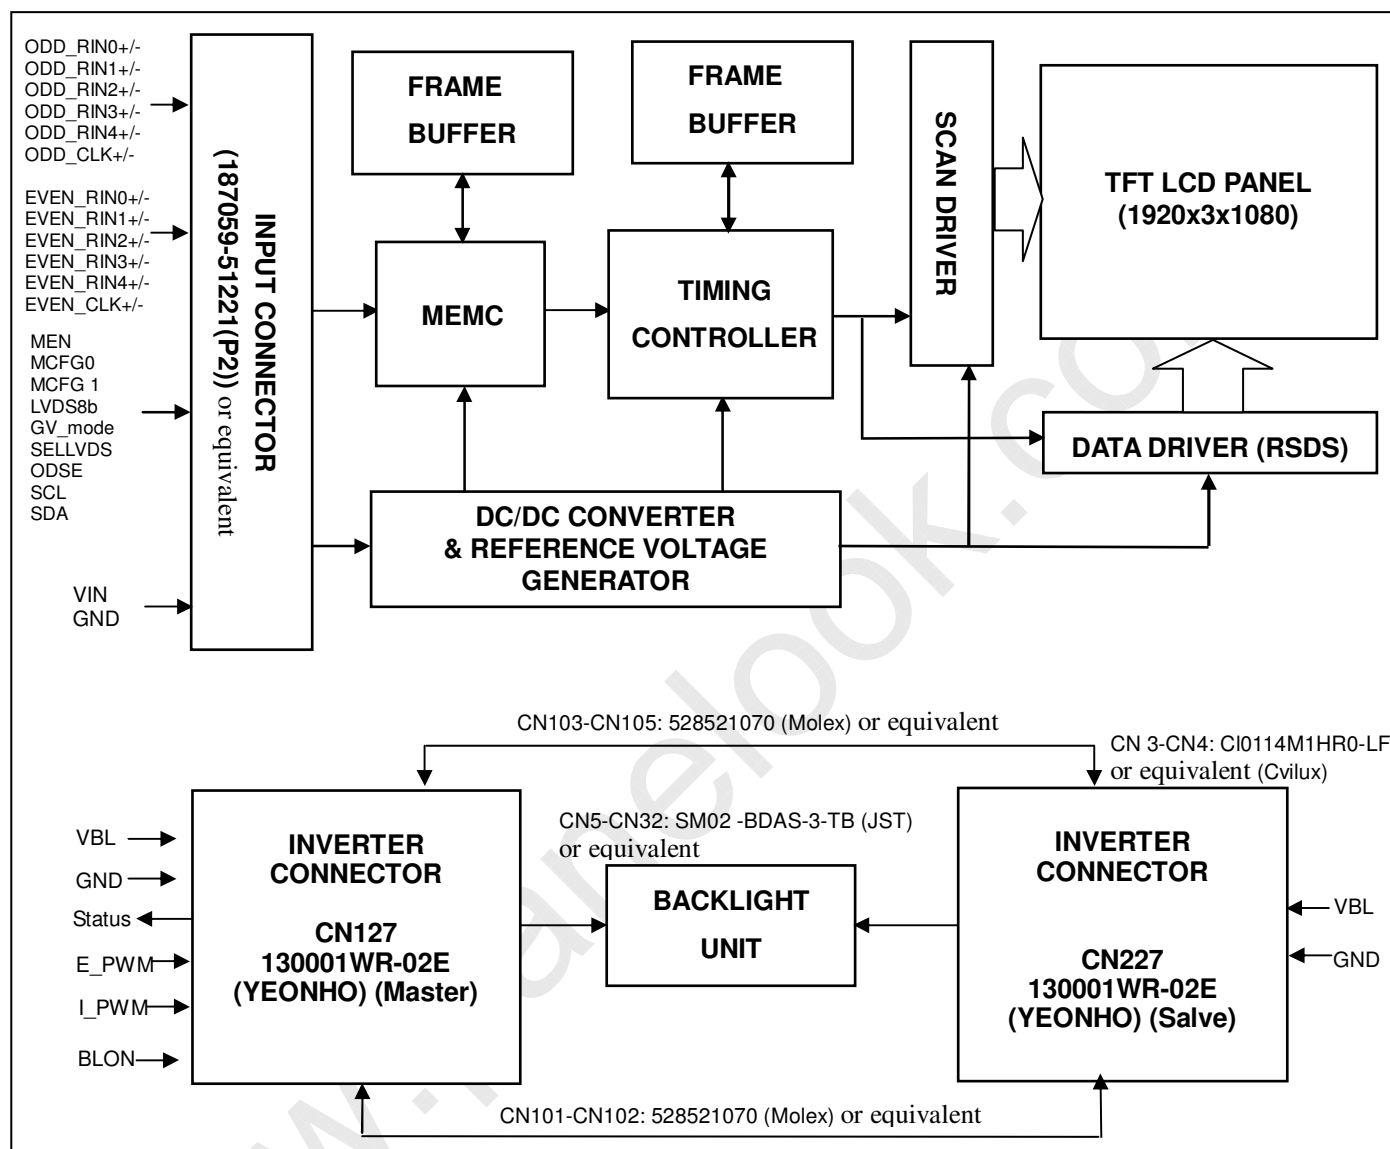 ODD_RIN0+/-
ODD_RIN1+/-
ODD_RIN2+/-
ODD_RIN3+/-
ODD_RIN4+/-
ODD_CLK+/-
EVEN_RIN0+/-
EVEN_RIN1+/-
EVEN_RIN2+/-
EVEN_RIN3+/-
EVEN_RIN4+/-
EVEN_CLK+/-
MEN
MCFG0
MCFG 1
LVDS8b
GV_mode
SELLVDS
ODSE
SCL
SDA
VIN
GND
INPUT CONNECTOR
(187059-51221(P2)) or equivalent
FRAME
BUFFER
FRAME
BUFFER
MEMC
TIMING
CONTROLLER
SCAN DRIVER
TFT LCD PANEL
(1920x3x1080)
DATA DRIVER (RSDS)
DC/DC CONVERTER
& REFERENCE VOLTAGE
GENERATOR
CN103-CN105: 528521070 (Molex) or equivalent
CN 3-CN4: CI0114M1HR0-LF
or equivalent (Cvilux)
CN5-CN32: SM02 -BDAS-3-TB (JST)
or equivalent
VBL
GND
Status
E_PWM
I_PWM
BLON
INVERTER
CONNECTOR
CN127
130001WR-02E
(YEONHO) (Master)
BACKLIGHT
UNIT
INVERTER
CONNECTOR
CN227
130001WR-02E
(YEONHO) (Salve)
VBL
GND
CN101-CN102: 528521070 (Molex) or equivalent
www.panelook.com